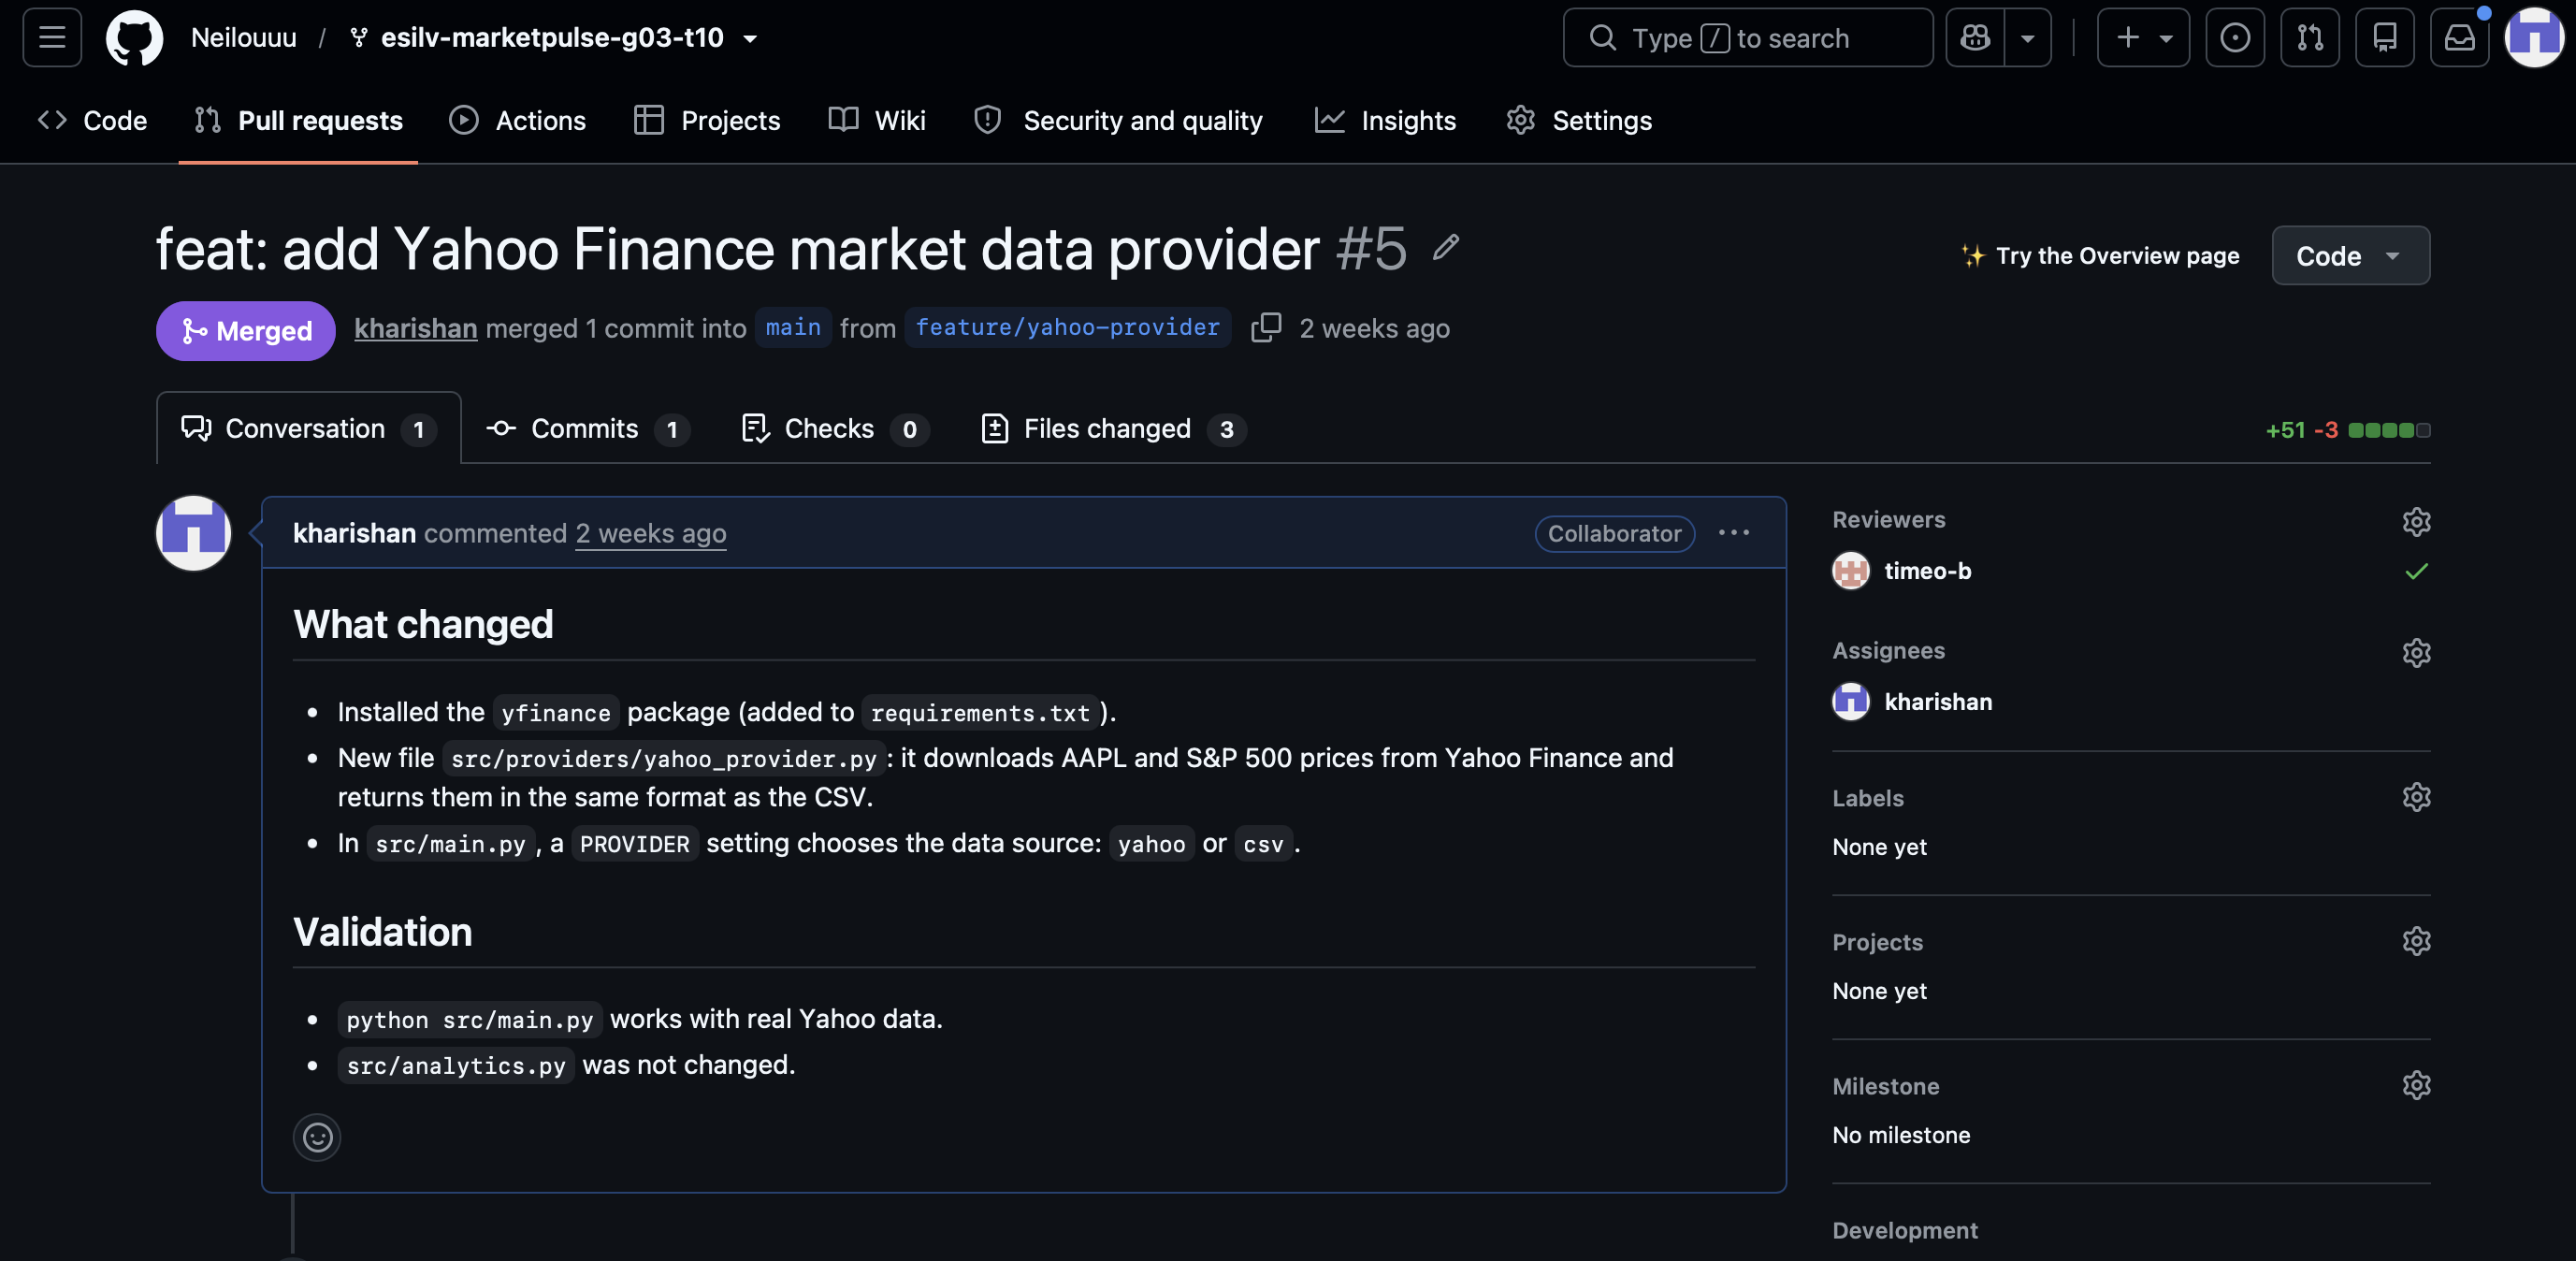 Neilouuu / esilv-marketpulse-g03-t10
Type / to search
Code
Pull requests
Actions
Projects
Wiki
Security and quality
Insights
Settings
feat: add Yahoo Finance market data provider #5
Try the Overview page
Code
Merged
kharishan merged 1 commit into main from feature/yahoo-provider 2 weeks ago
Conversation 1
Commits 1
Checks 0
Files changed 3
+51 -3
kharishan commented 2 weeks ago
Collaborator
What changed
Installed the yfinance package (added to requirements.txt).
New file src/providers/yahoo_provider.py: it downloads AAPL and S&P 500 prices from Yahoo Finance and
returns them in the same format as the CSV.
In src/main.py, a PROVIDER setting chooses the data source: yahoo or csv.
Validation
python src/main.py works with real Yahoo data.
src/analytics.py was not changed.
Reviewers
timeo-b
Assignees
kharishan
Labels
None yet
Projects
None yet
Milestone
No milestone
Development